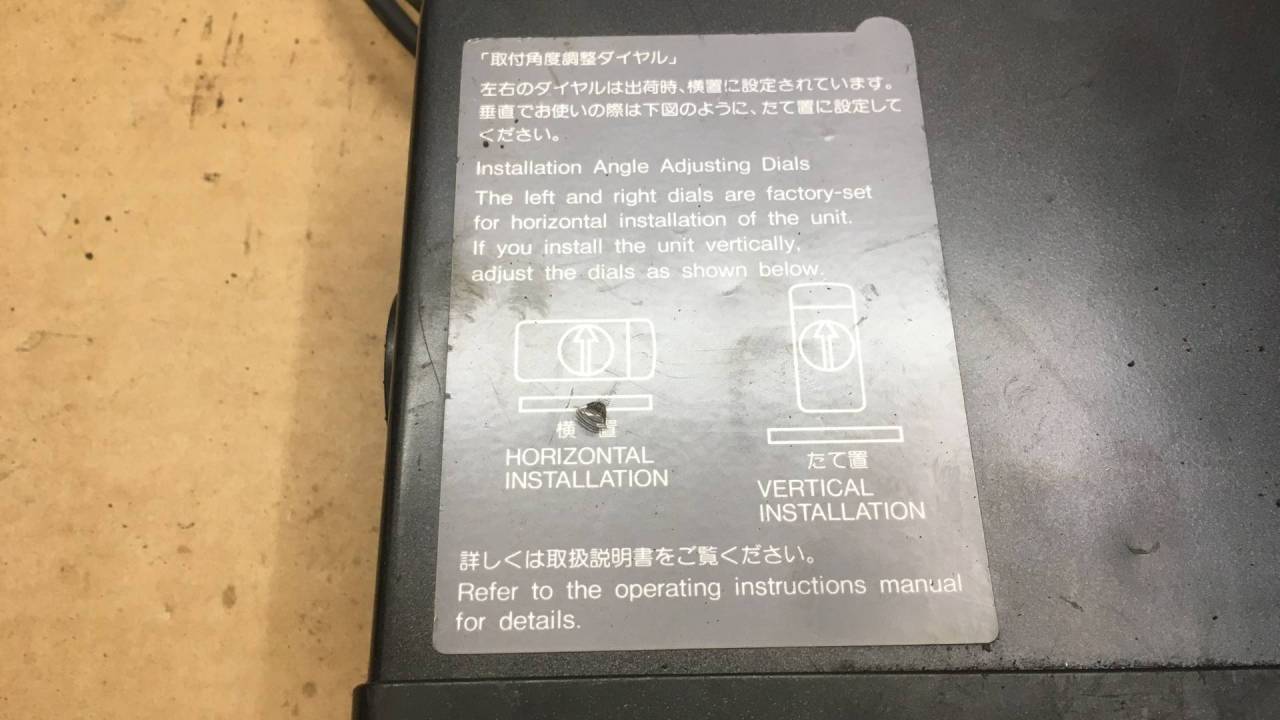 「取付角度調整ダイヤル」
左右のダイヤルは出荷時、横置に設定されています。
垂直でお使いの際は下図のように、たて置に設定して
ください。
Installation Angle Adjusting Dials
The left and right dials are factory-set
for horizontal installation of the unit.
If you install the unit vertically,
adjust the dials as shown below.
横置
HORIZONTAL
INSTALLATION
たて置
VERTICAL
INSTALLATION
詳しくは取扱説明書をご覧ください。
Refer to the operating instructions manual
for details.